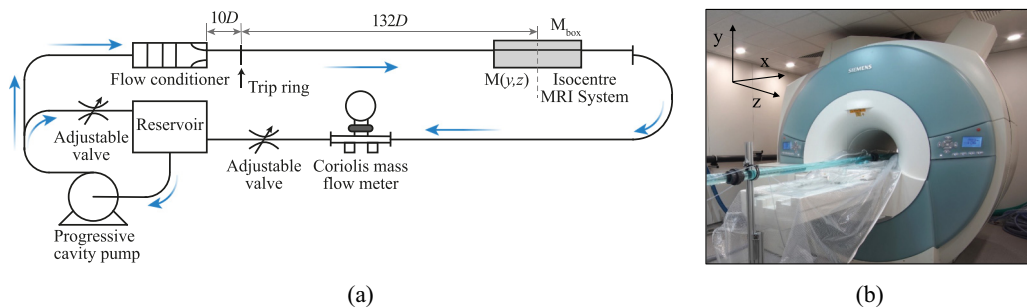 10D
132D
M_box
Flow conditioner
Trip ring
M(y,z)
Isocentre
MRI System
Adjustable
valve
Reservoir
Adjustable
valve
Coriolis mass
flow meter
Progressive
cavity pump
(a)
y
x
z
SIEMENS
(b)